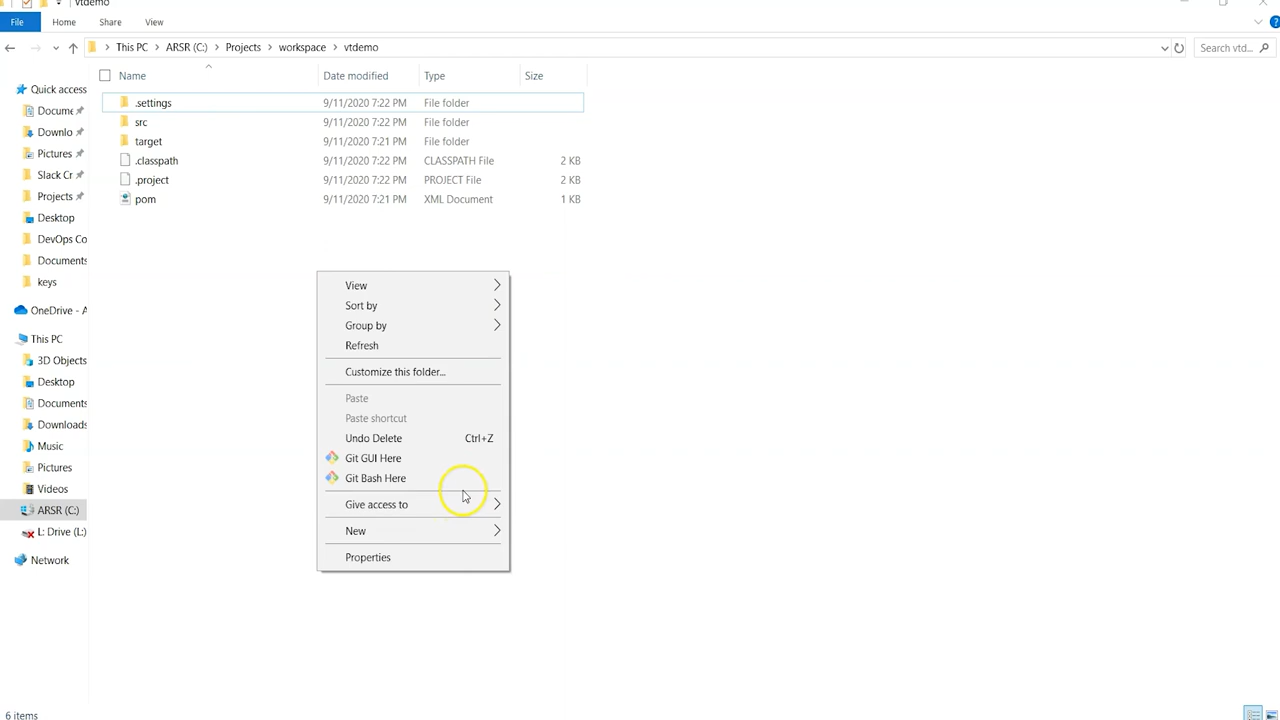 vtdemo
File Home Share View
This PC ARSR (C:) Projects workspace vtdemo
Search vtd...
Name Date modified Type Size
.settings 9/11/2020 7:22 PM File folder
src 9/11/2020 7:22 PM File folder
target 9/11/2020 7:21 PM File folder
.classpath 9/11/2020 7:22 PM CLASSPATH File 2 KB
.project 9/11/2020 7:22 PM PROJECT File 2 KB
pom 9/11/2020 7:21 PM XML Document 1 KB
Quick access
Docume
Downlo
Pictures
Slack Cr
Projects
Desktop
DevOps Co
Documents
keys
OneDrive - A
This PC
3D Objects
Desktop
Documents
Downloads
Music
Pictures
Videos
ARSR (C:)
L: Drive (L:)
Network
View
Sort by
Group by
Refresh
Customize this folder...
Paste
Paste shortcut
Undo Delete Ctrl+Z
Git GUI Here
Git Bash Here
Give access to
New
Properties
6 items